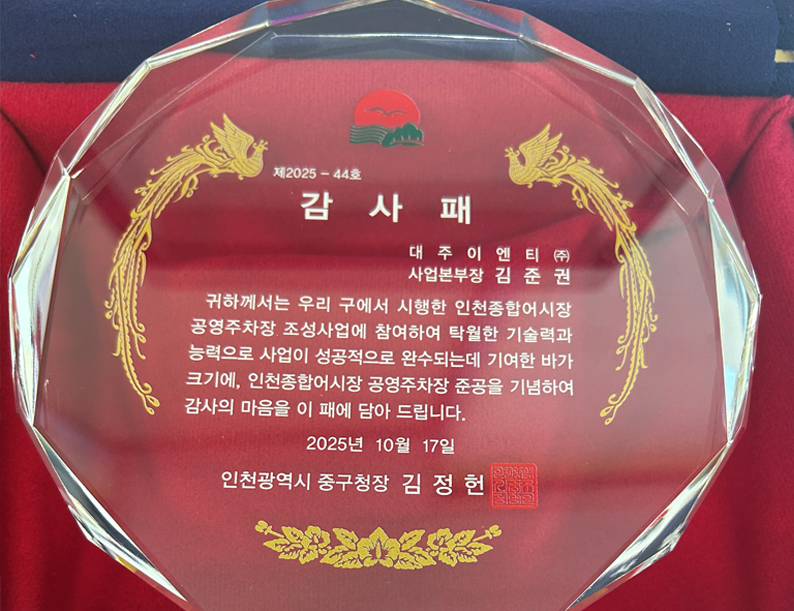 제2025 - 44호
감 사 패
대 주 이 엔 티 ㈜
사업본부장 김 준 권
귀하께서는 우리 구에서 시행한 인천종합어시장
공영주차장 조성사업에 참여하여 탁월한 기술력과
능력으로 사업이 성공적으로 완수되는데 기여한 바가
크기에, 인천종합어시장 공영주차장 준공을 기념하여
감사의 마음을 이 패에 담아 드립니다.
2025년 10월 17일
인천광역시 중구청장 김 정 헌